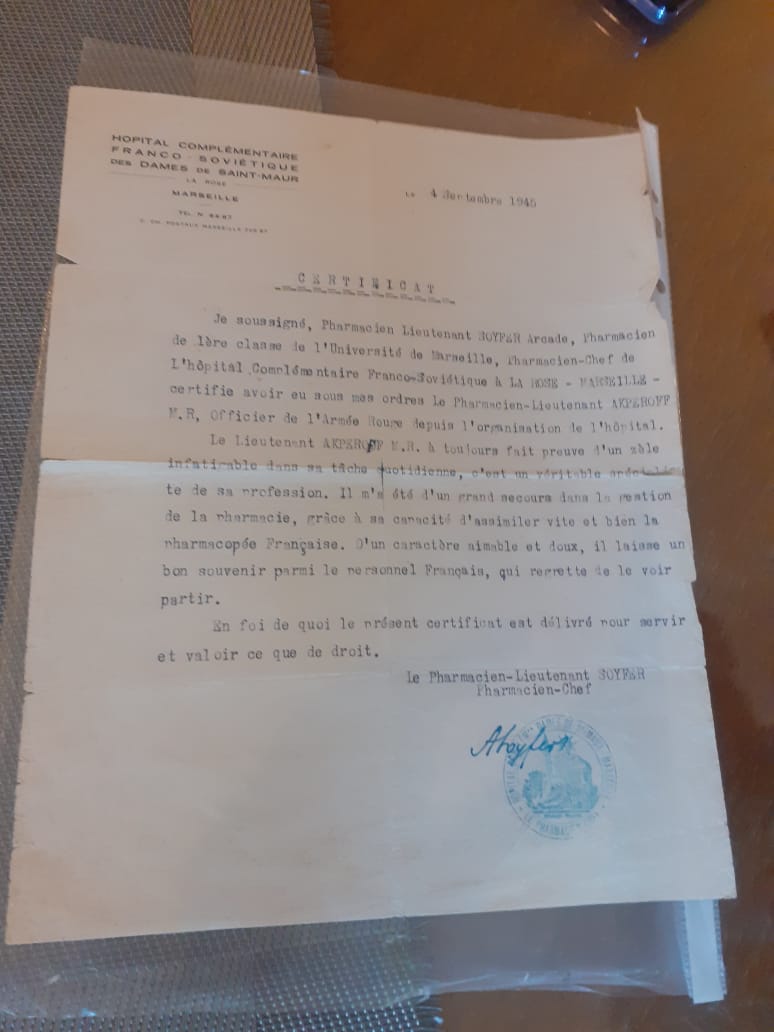 HOPITAL COMPLÉMENTAIRE
FRANCO-SOVIÉTIQUE
DES DAMES DE SAINT-MAUR
LA ROSE
MARSEILLE
TEL. N. 64-87
C. CH. POSTAUX MARSEILLE
LE 4 Septembre 1945
CERTIFICAT
Je soussigné, Pharmacien Lieutenant SOYFER Arcade, Pharmacien
de 1ère classe de l'Université de Marseille, Pharmacien-Chef de
L'hôpital Complémentaire Franco-Soviétique à LA ROSE - MARSEILLE -
certifie avoir eu sous mes ordres Le Pharmacien-Lieutenant AKPEROFF
M.R, Officier de l'Armée Rouge depuis l'organisation de l'hôpital.
Le Lieutenant AKPEROFF M.R. à toujours fait preuve d'un zèle
infatigable dans sa tâche quotidienne, c'est un véritable spécialis
te de sa profession. Il m'a été d'un grand secours dans la gestion
de la pharmacie, grâce à sa capacité d'assimiler vite et bien la
pharmacopée Française. D'un caractère aimable et doux, il laisse un
bon souvenir parmi le personnel Français, qui regrette de le voir
partir.
En foi de quoi le présent certificat est délivré pour servir
et valoir ce que de droit.
Le Pharmacien-Lieutenant SOYFER
Pharmacien-Chef